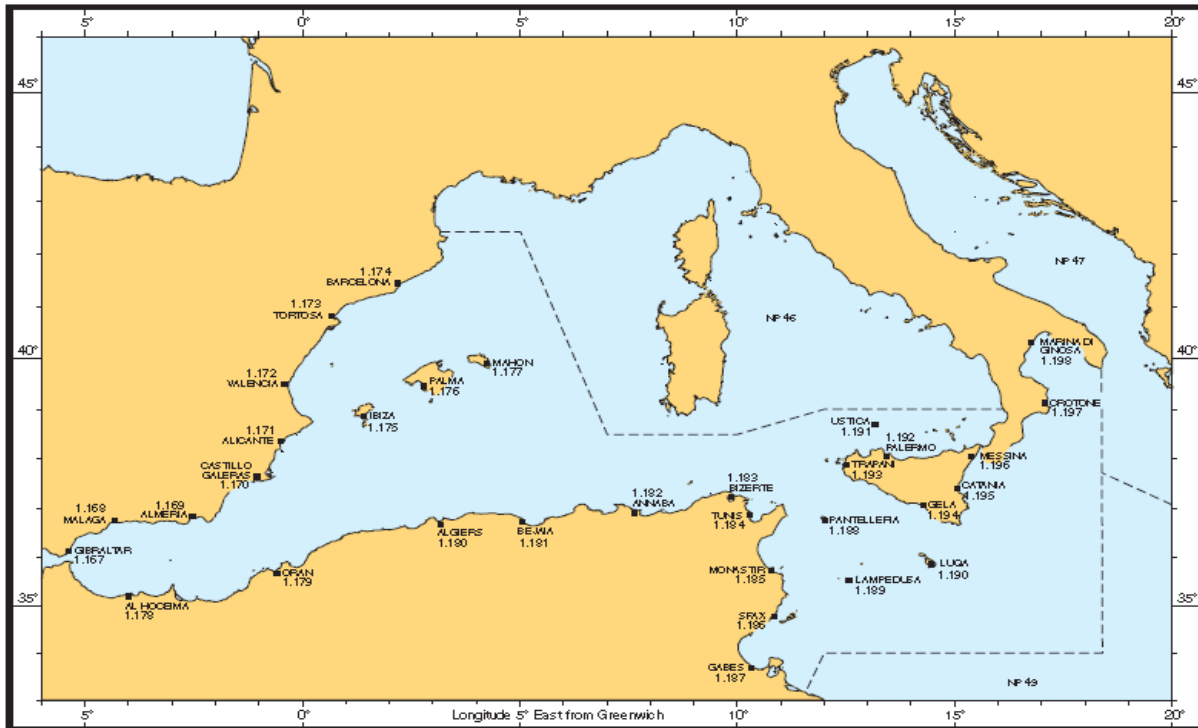 5° 0° 5° 10° 15° 20°
45°
45°
1.174
BARCELONA
1.173
TORTOSA
NP 47
NP 46
40°
40°
MARINA DI
GINOSA
1.198
MAHON
1.177
1.172
VALENCIA
PALMA
1.176
IBIZA
1.175
CROTONE
1.197
USTICA
1.191
1.192
PALERMO
1.171
ALICANTE
CASTILLO
GALERAS
1.170
TRAPANI
1.193
MESSINA
1.196
1.183
BIZERTE
CATANIA
1.195
1.182
ANNABA
GELA
1.194
1.168
MALAGA
1.169
ALMERIA
TUNIS
1.184
PANTELLERIA
1.188
ALGIERS
1.180
BEJAIA
1.181
GIBRALTAR
1.167
LUQA
1.190
ORAN
1.179
MONASTIR
1.185
LAMPEDUSA
1.189
35°
35°
AL HOCEIMA
1.178
SFAX
1.186
GABES
1.187
NP 49
5° 0° Longitude 5° East from Greenwich 10° 15° 20°